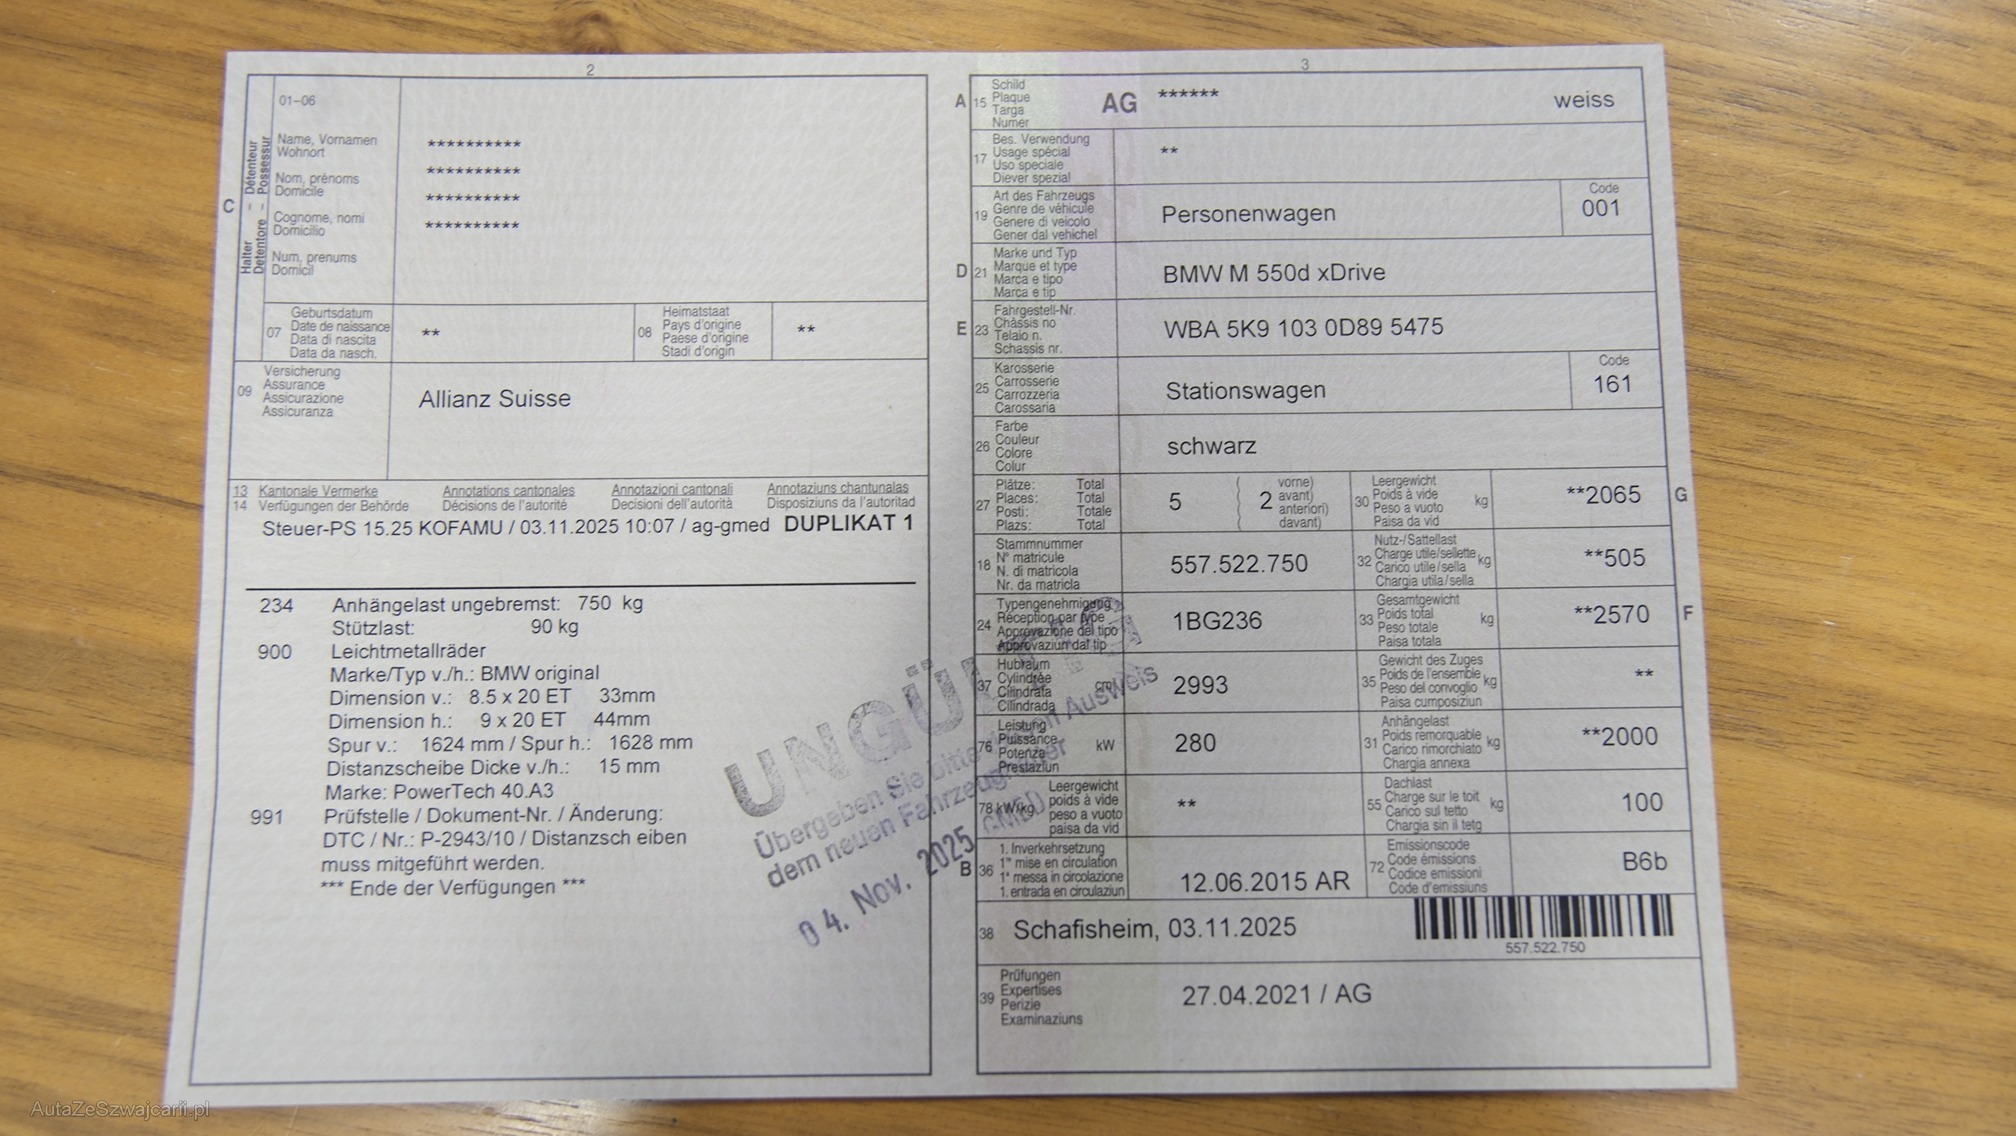 2
01-06
Name, Vornamen
Wohnort
Nom, prénoms
Domicile
Cognome, nomi
Domicilio
Num, prenums
Domicil
C
Halter – Détenteur
Detentore – Possessur
**********
**********
**********
**********
07
Geburtsdatum
Date de naissance
Data di nascita
Data da nasch.
**
08
Heimatstaat
Pays d'origine
Paese d'origine
Stadi d'origin
**
09
Versicherung
Assurance
Assicurazione
Assicuranza
Allianz Suisse
13 Kantonale Vermerke Annotations cantonales Annotazioni cantonali Annotaziuns chantunalas
14 Verfügungen der Behörde Décisions de l'autorité Decisioni dell'autorità Disposiziuns da l'autoritad
Steuer-PS 15.25 KOFAMU / 03.11.2025 10:07 / ag-gmed DUPLIKAT 1
234 Anhängelast ungebremst: 750 kg
Stützlast: 90 kg
900 Leichtmetallräder
Marke/Typ v./h.: BMW original
Dimension v.: 8.5 x 20 ET 33mm
Dimension h.: 9 x 20 ET 44mm
Spur v.: 1624 mm / Spur h.: 1628 mm
Distanzscheibe Dicke v./h.: 15 mm
Marke: PowerTech 40.A3
991 Prüfstelle / Dokument-Nr. / Änderung:
DTC / Nr.: P-2943/10 / Distanzsch eiben
muss mitgeführt werden.
*** Ende der Verfügungen ***
Übergeben Sie bitte Ausweis
dem neuen
04. Nov. 2025
3
A 15
Schild
Plaque
Targa
Numer
AG ****** weiss
17
Bes. Verwendung
Usage spécial
Uso speciale
Diever spezial
**
19
Art des Fahrzeugs
Genre de véhicule
Genere di veicolo
Gener dal vehichel
Personenwagen
Code
001
D 21
Marke und Typ
Marque et type
Marca e tipo
Marca e tip
BMW M 550d xDrive
E 23
Fahrgestell-Nr.
Châssis no
Telaio n.
Schassis nr.
WBA 5K9 103 0D89 5475
25
Karosserie
Carrosserie
Carrozzeria
Carossaria
Stationswagen
Code
161
26
Farbe
Couleur
Colore
Colur
schwarz
27
Plätze: Total
Places: Total
Posti: Totale
Plazs: Total
5
2
vorne)
avant)
anteriori)
davant)
30
Leergewicht
Poids à vide
Peso a vuoto
Paisa da vid
kg
**2065
G
18
Stammnummer
N° matricule
N. di matricola
Nr. da matricla
557.522.750
32
Nutz-/Sattellast
Charge utile/sellette
Carico utile/sella
Chargia utila/sella
kg
**505
24
Typengenehmigung
Réception par type
Approvazione del tipo
Approvaziun dal tip
1BG236
33
Gesamtgewicht
Poids total
Peso totale
Paisa totala
kg
**2570
F
37
Hubraum
Cylindrée
Cilindrata
Cilindrada
2993
35
Gewicht des Zuges
Poids de l'ensemble
Peso del convoglio
Paisa cumposiziun
kg
**
76
Leistung
Puissance
Potenza
Prestaziun
kW
280
31
Anhängelast
Poids remorquable
Carico rimorchiato
Chargia annexa
kg
**2000
78 kW/kg
Leergewicht
poids à vide
peso a vuoto
paisa da vid
**
55
Dachlast
Charge sur le toit
Carico sul tetto
Chargia sin il tetg
kg
100
B 36
1. Inverkehrsetzung
1re mise en circulation
1a messa in circolazione
1. entrada en circulaziun
12.06.2015 AR
72
Emissionscode
Code émissions
Codice emissioni
Code d'emissiuns
B6b
38
Schafisheim, 03.11.2025
557.522.750
39
Prüfungen
Expertises
Perizie
Examinaziuns
27.04.2021 / AG
AutaZeSzwajcarii.pl